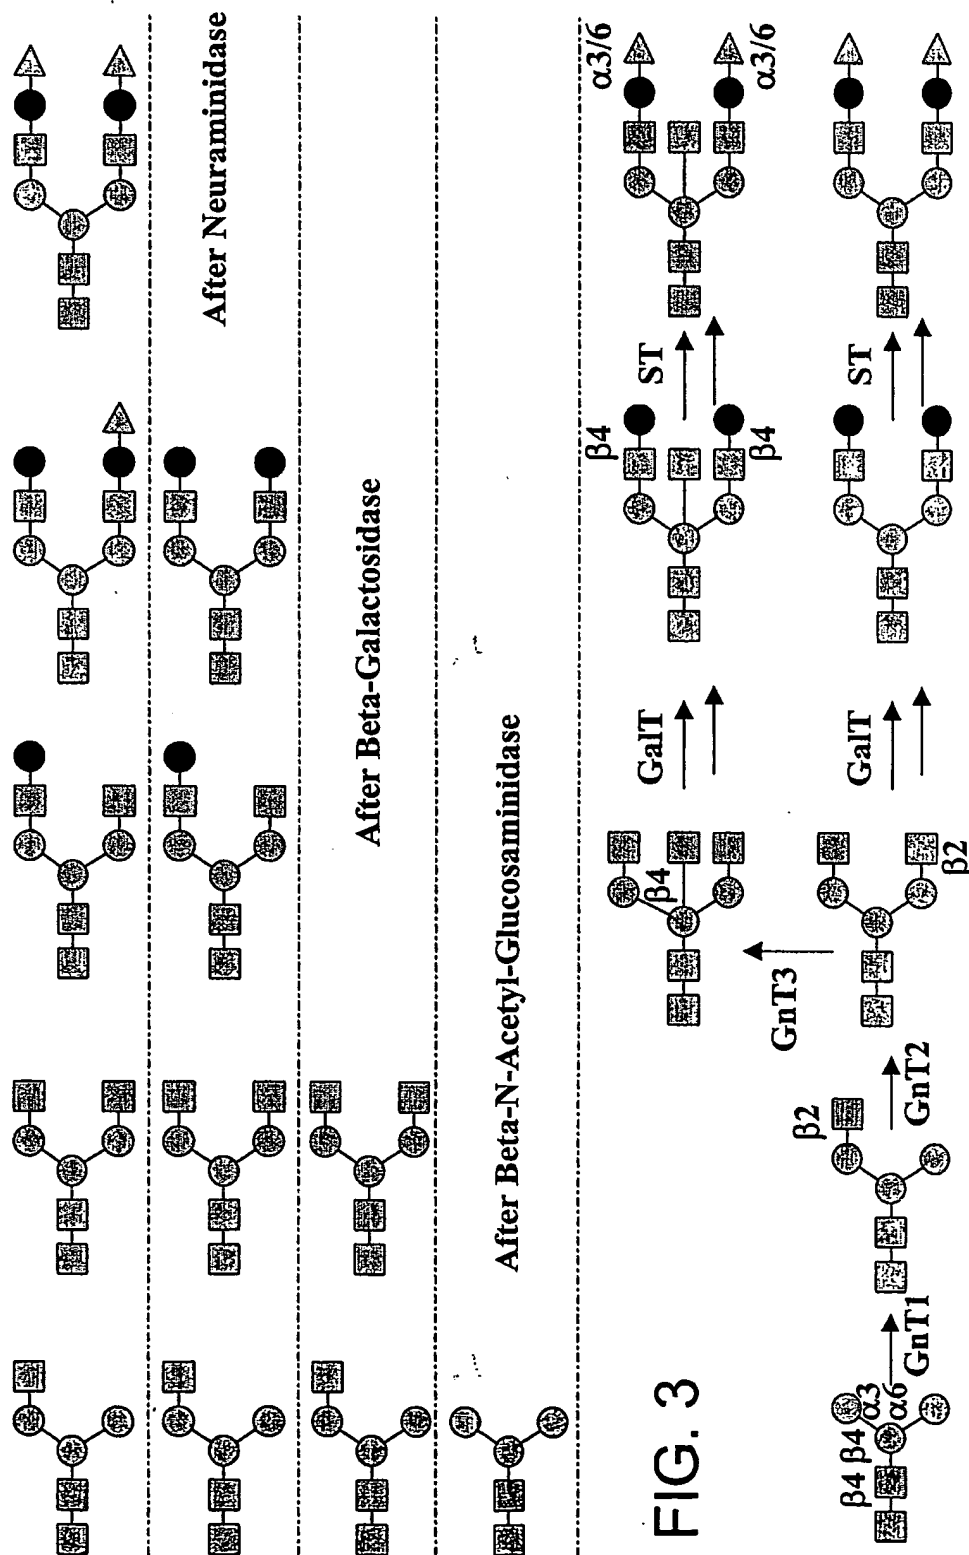 After Neuraminidase
After Beta-Galactosidase
After Beta-N-Acetyl-Glucosaminidase
FIG. 3
β4 β4 α3
α6
GnT1
β2
GnT2
GnT3
β4
β2
GalT
GalT
β4
β4
ST
ST
α3/6
α3/6